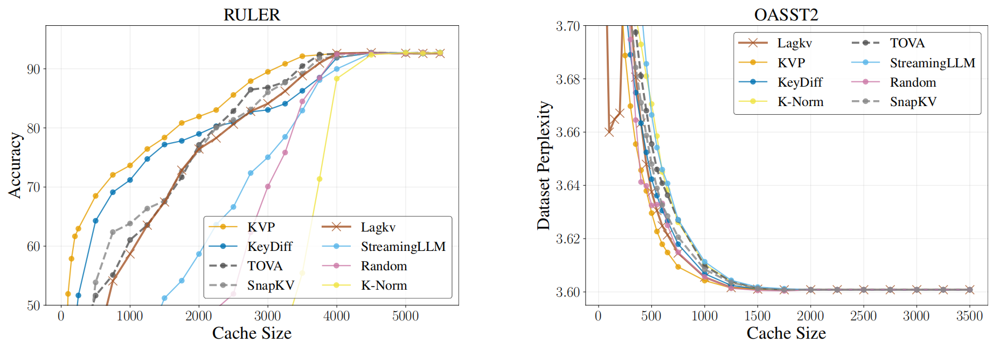 RULER
Accuracy
90
80
70
60
50
0 1000 2000 3000 4000 5000
Cache Size
KVP
KeyDiff
TOVA
SnapKV
Lagkv
StreamingLLM
Random
K-Norm
OASST2
Dataset Perplexity
3.70
3.68
3.66
3.64
3.62
3.60
0 500 1000 1500 2000 2500 3000 3500
Cache Size
Lagkv
KVP
KeyDiff
K-Norm
TOVA
StreamingLLM
Random
SnapKV